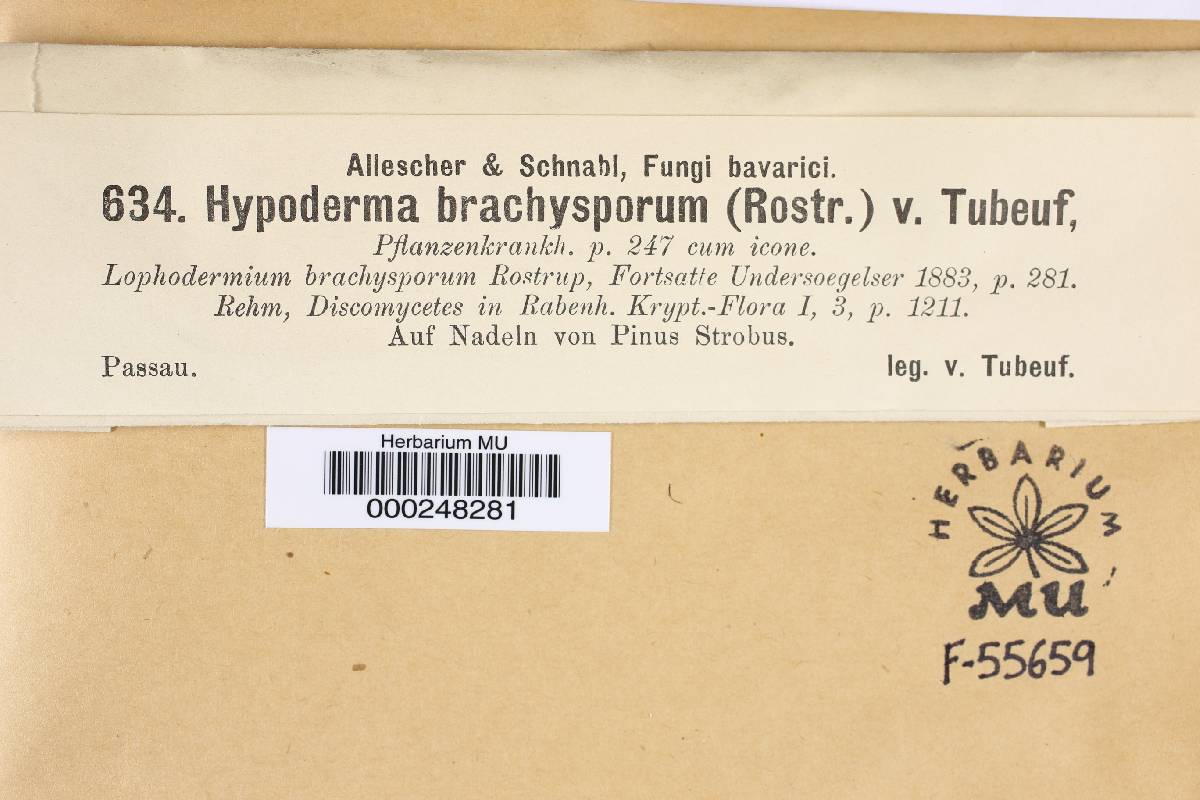 Allescher & Schnabl, Fungi bavarici.
634. Hypoderma brachysporum (Rostr.) v. Tubeuf,
Pflanzenkrankh. p. 247 cum icone.
Lophodermium brachysporum Rostrup, Fortsatte Undersoegelser 1883, p. 281.
Rehm, Discomycetes in Rabenh. Krypt.-Flora I, 3, p. 1211.
Auf Nadeln von Pinus Strobus.
Passau. leg. v. Tubeuf.
Herbarium MU
000248281
HERBARIUM
MU
F-55659